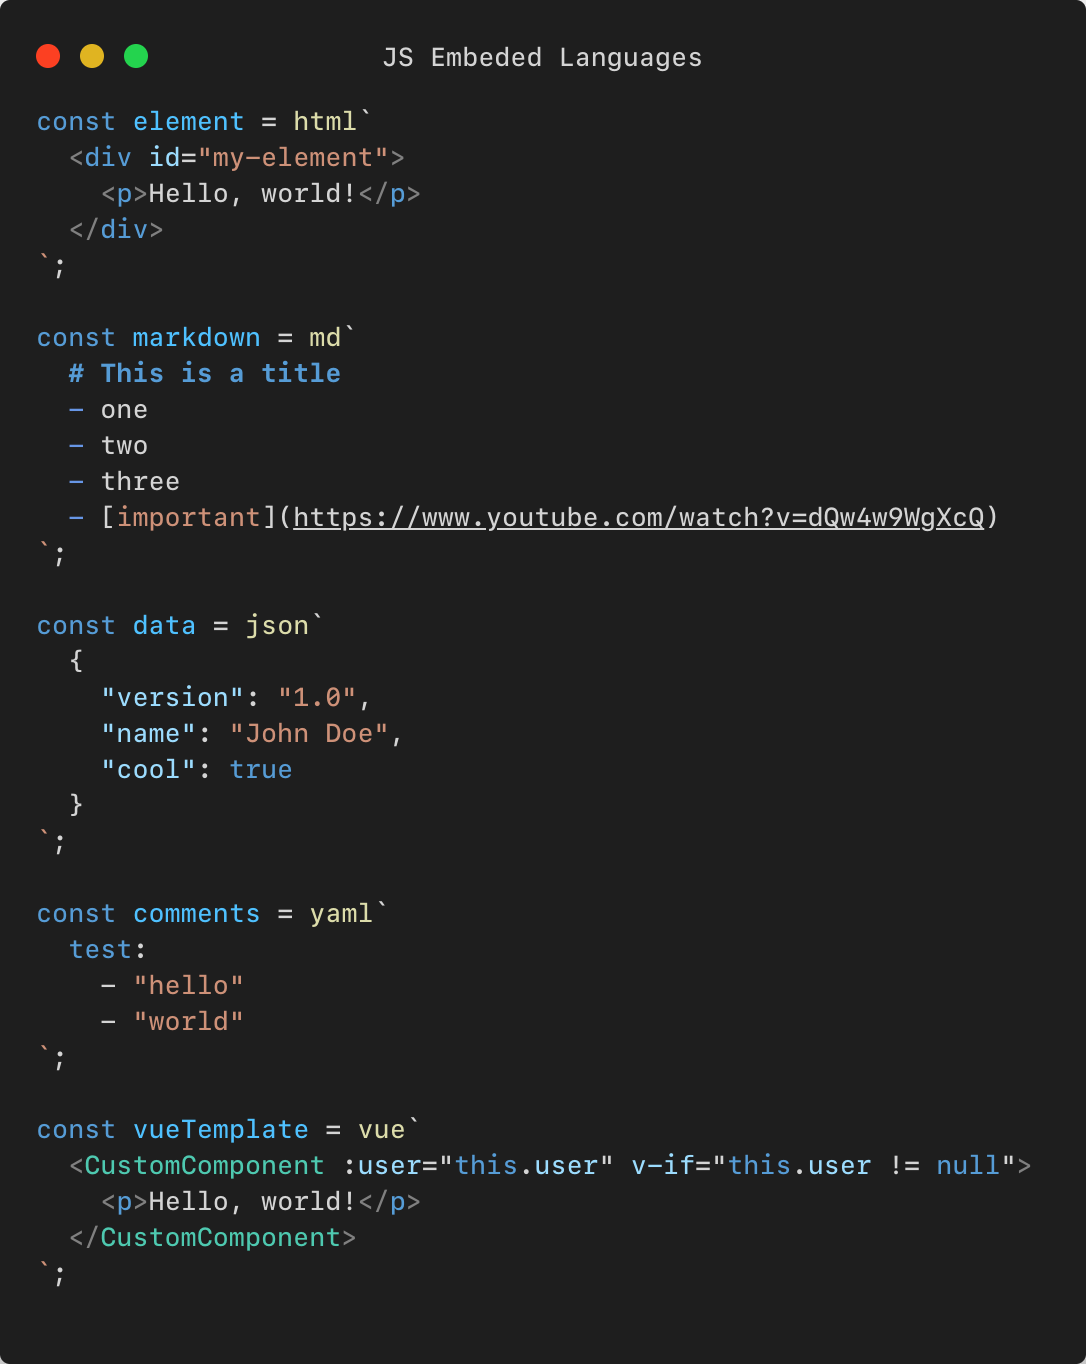 JS Embeded Languages
const element = html`
  <div id="my-element">
    <p>Hello, world!</p>
  </div>
`;

const markdown = md`
  # This is a title
  - one
  - two
  - three
  - [important](https://www.youtube.com/watch?v=dQw4w9WgXcQ)
`;

const data = json`
  {
    "version": "1.0",
    "name": "John Doe",
    "cool": true
  }
`;

const comments = yaml`
  test:
    - "hello"
    - "world"
`;

const vueTemplate = vue`
  <CustomComponent :user="this.user" v-if="this.user != null">
    <p>Hello, world!</p>
  </CustomComponent>
`;